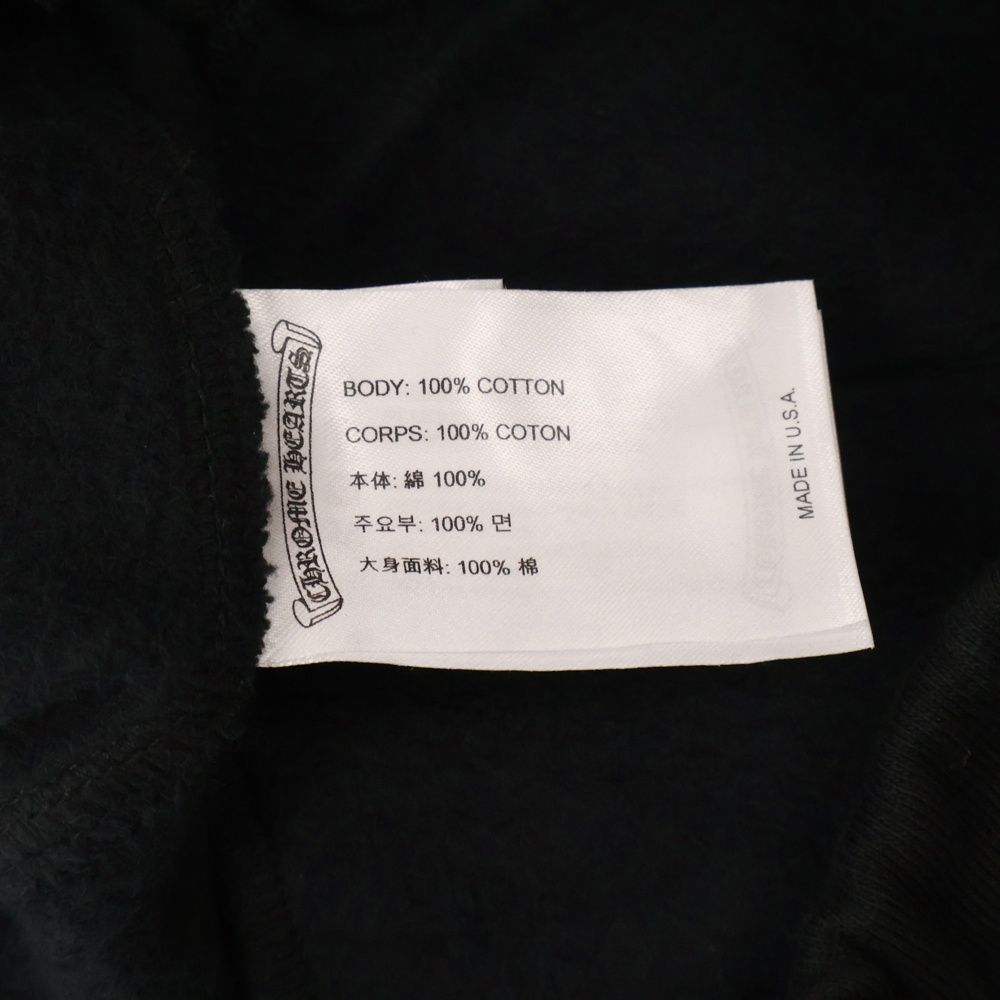 CHROME HEARTS
BODY: 100% COTTON
CORPS: 100% COTON
本体: 綿 100%
주요부: 100% 면
大身面料: 100% 棉
MADE IN U.S.A.